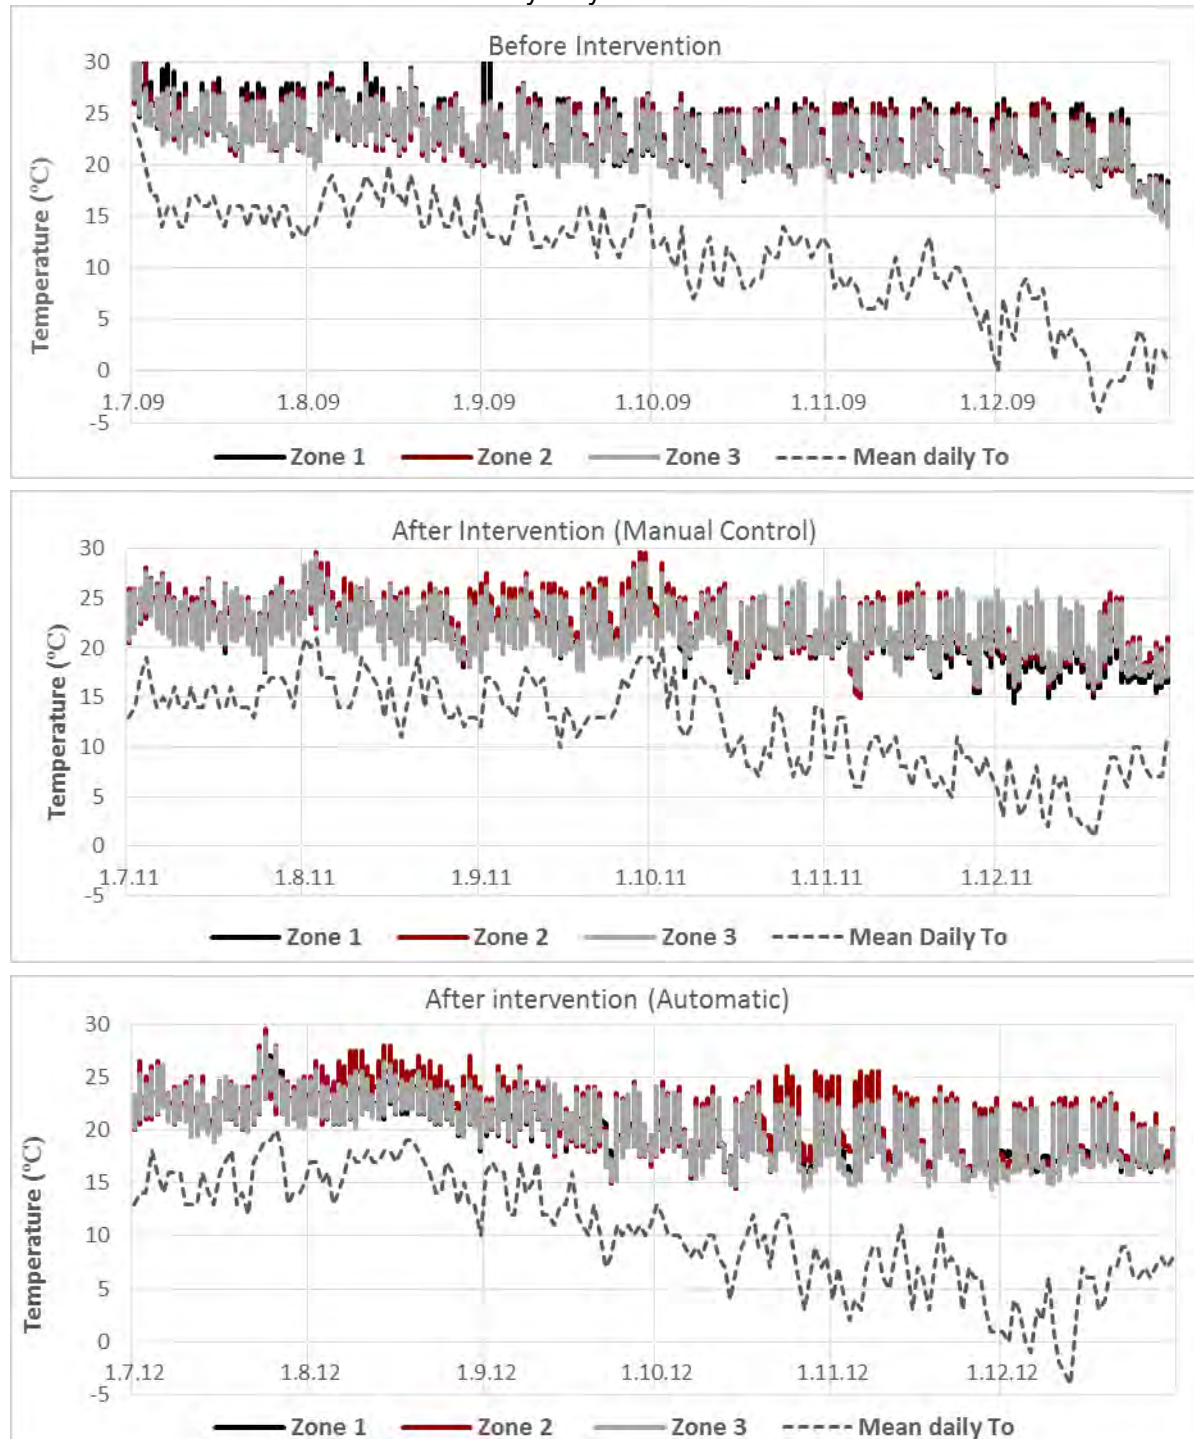 Before Intervention
30
25
20
15
10
5
0
-5
Temperature (ºC)
1.7.09 1.8.09 1.9.09 1.10.09 1.11.09 1.12.09
Zone 1 Zone 2 Zone 3 Mean daily To
After Intervention (Manual Control)
30
25
20
15
10
5
0
-5
Temperature (ºC)
1.7.11 1.8.11 1.9.11 1.10.11 1.11.11 1.12.11
Zone 1 Zone 2 Zone 3 Mean Daily To
After intervention (Automatic)
30
25
20
15
10
5
0
-5
Temperature (ºC)
1.7.12 1.8.12 1.9.12 1.10.12 1.11.12 1.12.12
Zone 1 Zone 2 Zone 3 Mean daily To